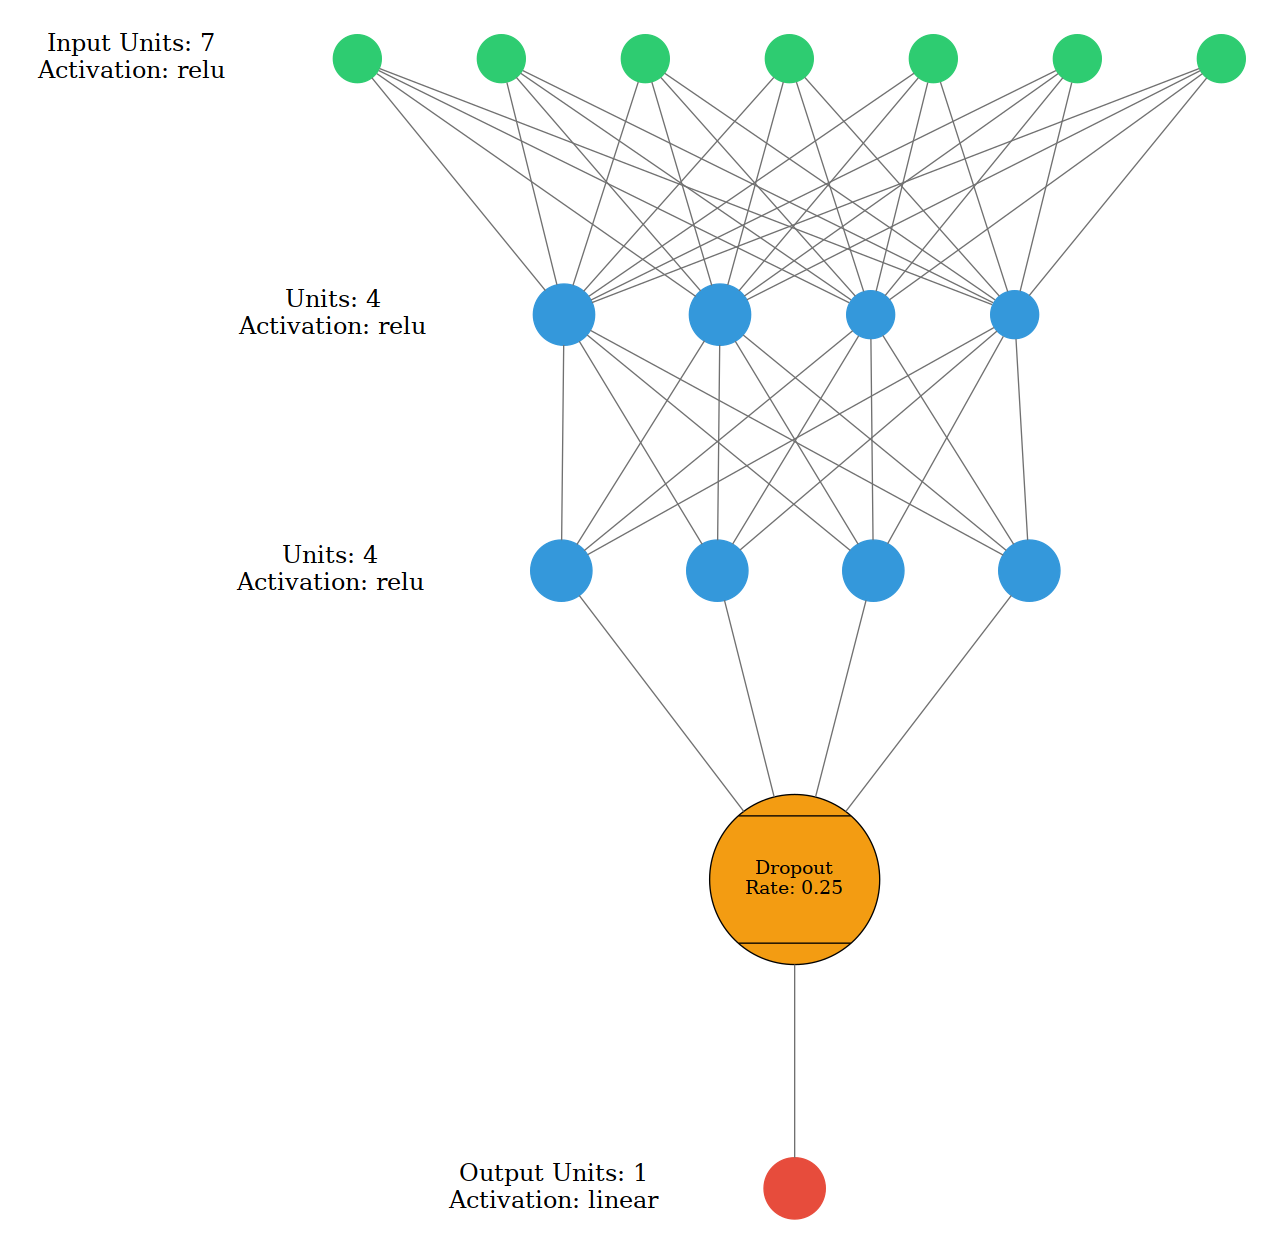 Input Units: 7
Activation: relu
Units: 4
Activation: relu
Units: 4
Activation: relu
Dropout
Rate: 0.25
Output Units: 1
Activation: linear